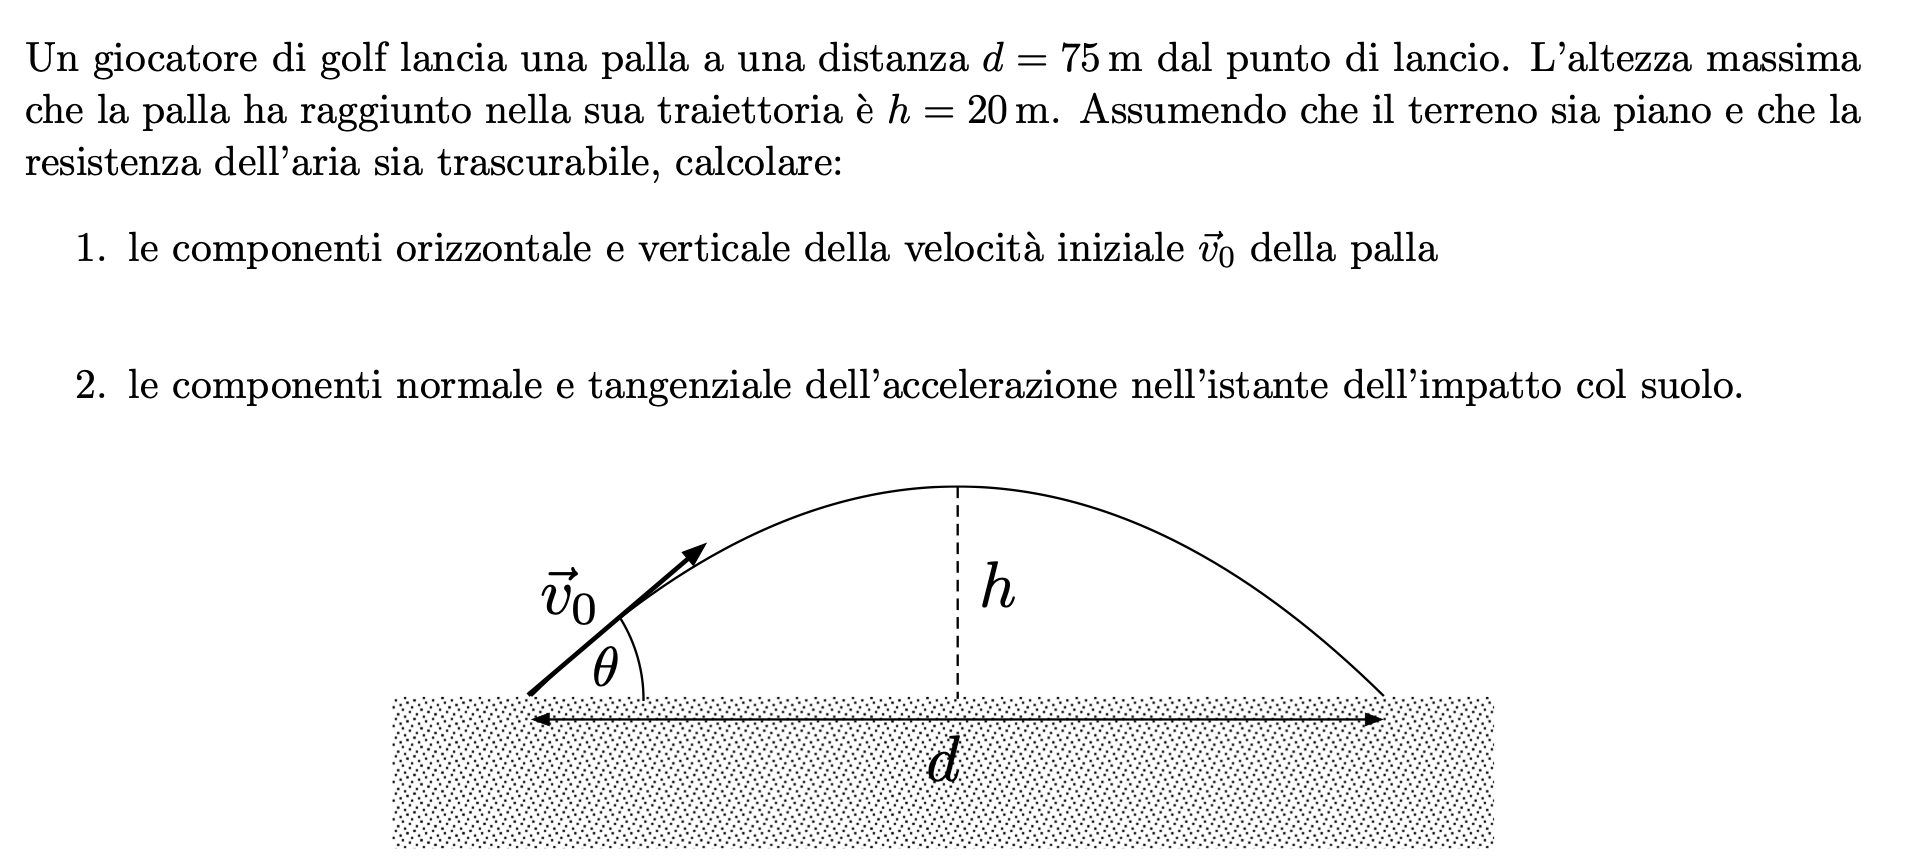 Un giocatore di golf lancia una palla a una distanza d = 75 m dal punto di lancio. L'altezza massima
che la palla ha raggiunto nella sua traiettoria è h = 20 m. Assumendo che il terreno sia piano e che la
resistenza dell'aria sia trascurabile, calcolare:
1. le componenti orizzontale e verticale della velocità iniziale v⃗₀ della palla
2. le componenti normale e tangenziale dell'accelerazione nell'istante dell'impatto col suolo.
v⃗₀
h
θ
d